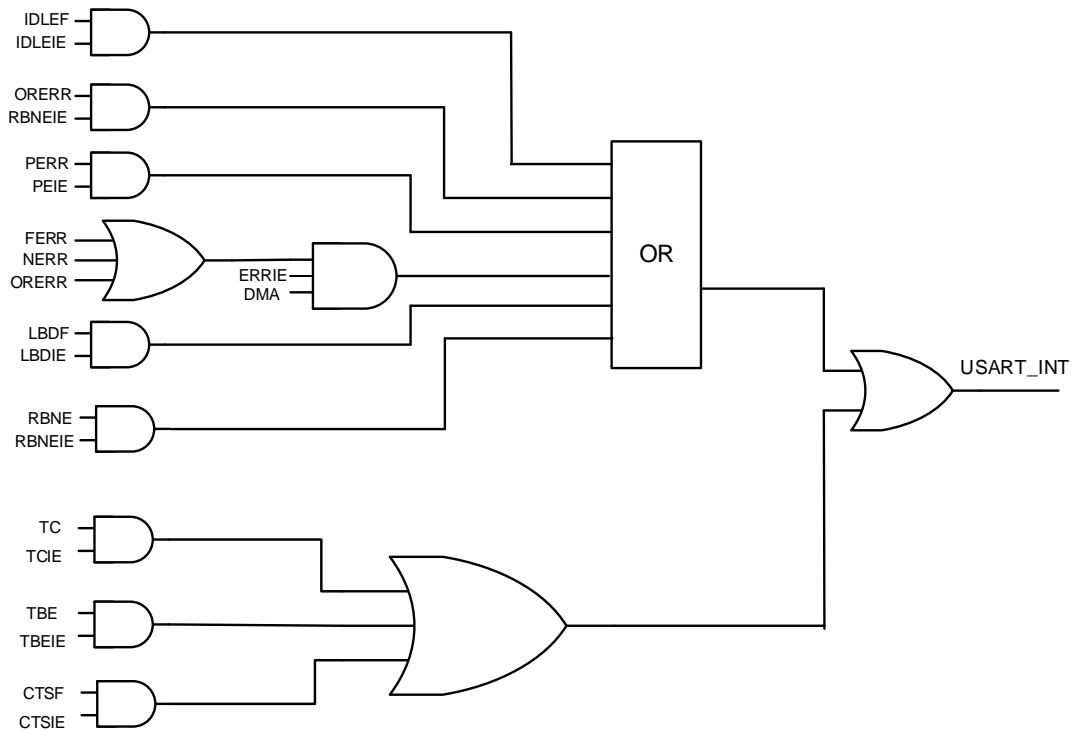 IDLEF
IDLEIE
ORERR
RBNEIE
PERR
PEIE
FERR
NERR
ORERR
ERRIE
DMA
LBDF
LBDIE
RBNE
RBNEIE
OR
USART_INT
TC
TCIE
TBE
TBEIE
CTSF
CTSIE